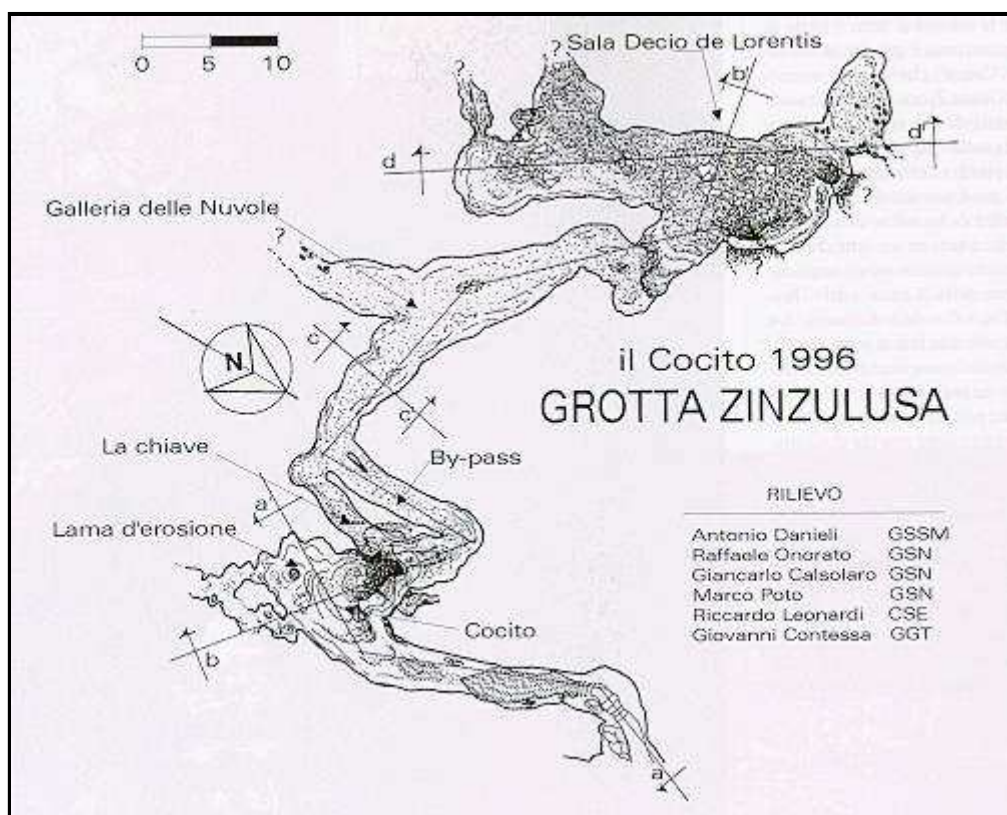 0 5 10
?
Sala Decio de Lorentis
?
b'
d
d'
?
Galleria delle Nuvole
?
c'
N
il Cocito 1996
GROTTA ZINZULUSA
c
La chiave
By-pass
a'
RILIEVO
Lama d'erosione
Antonio Danieli GSSM
Raffaele Onorato GSN
Giancarlo Calsolaro GSN
Marco Poto GSN
Riccardo Leonardi CSE
Giovanni Contessa GGT
Cocito
b
a